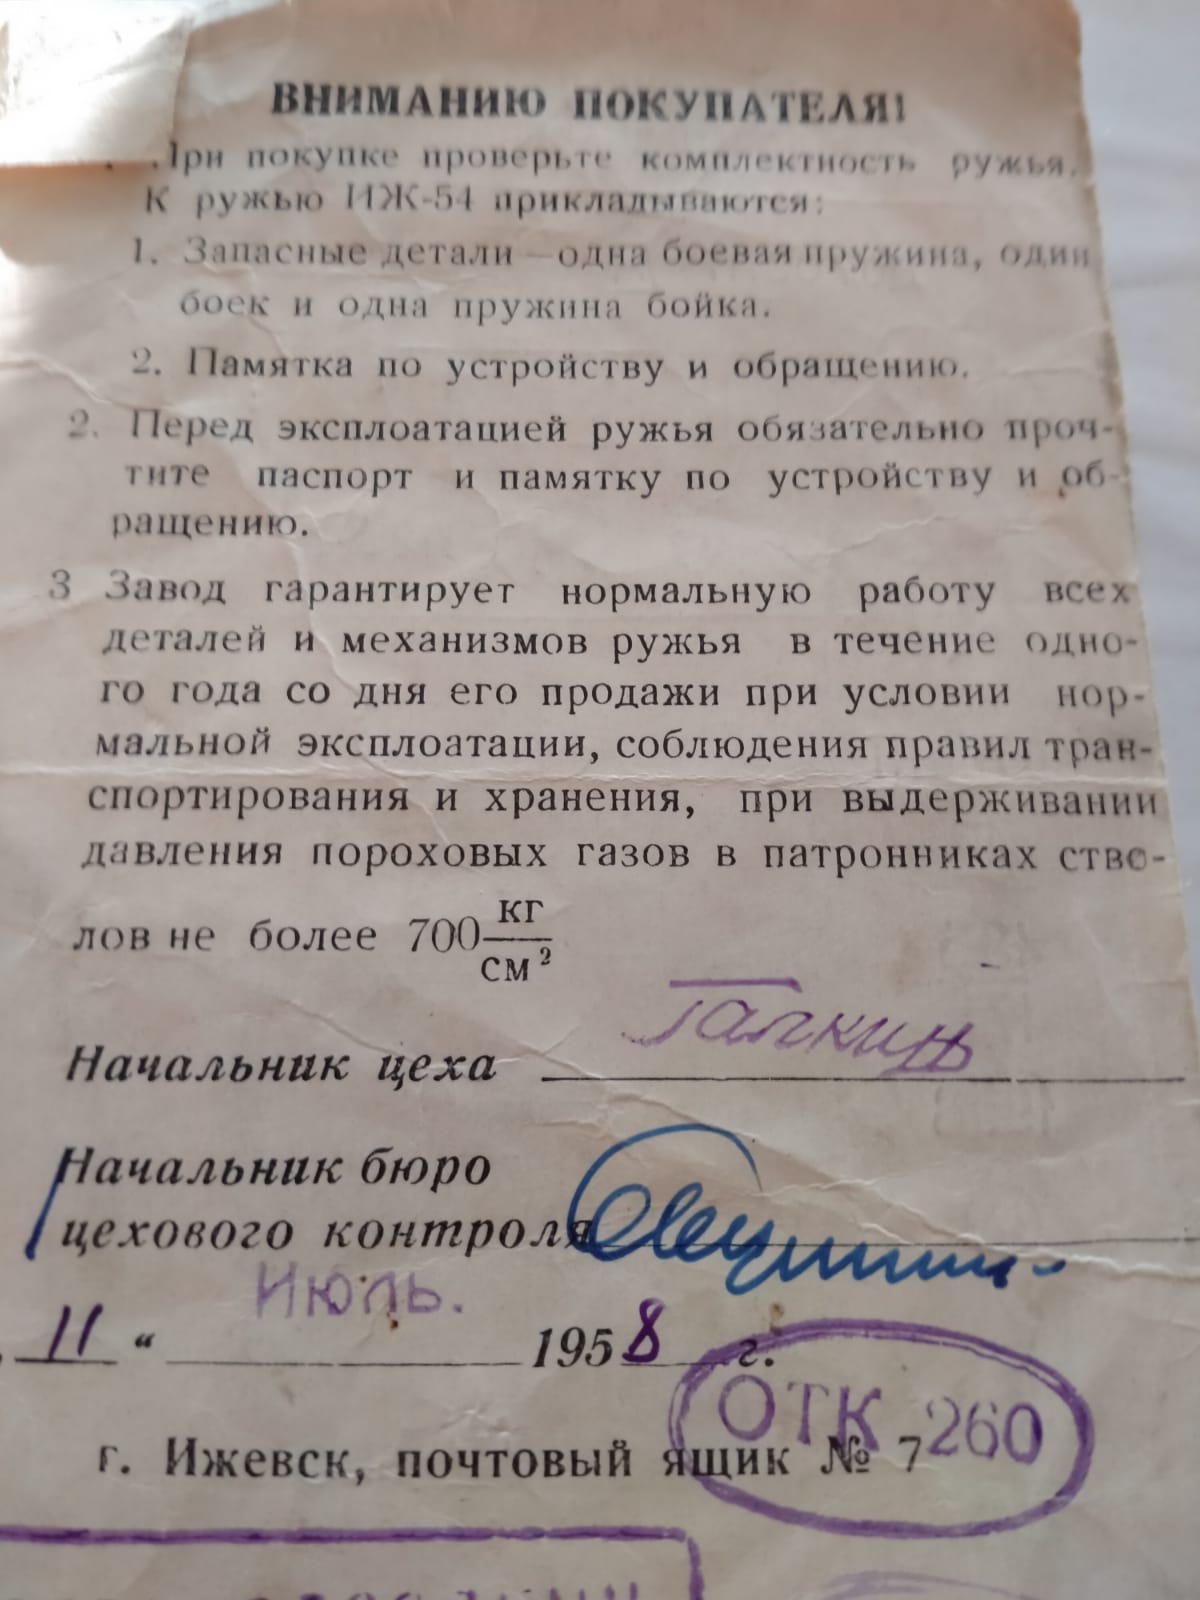 ВНИМАНИЮ ПОКУПАТЕЛЯ!
При покупке проверьте комплектность ружья.
К ружью ИЖ-54 прикладываются:
1. Запасные детали — одна боевая пружина, один
боек и одна пружина бойка.
2. Памятка по устройству и обращению.
2. Перед эксплоатацией ружья обязательно проч-
тите паспорт и памятку по устройству и об-
ращению.
3 Завод гарантирует нормальную работу всех
деталей и механизмов ружья в течение одно-
го года со дня его продажи при условии нор-
мальной эксплоатации, соблюдения правил тран-
спортирования и хранения, при выдерживании
давления пороховых газов в патронниках ство-
лов не более 700 кг/см²
Начальник цеха Галкинъ
Начальник бюро
цехового контроля
11 " Июль. 1958 г.
ОТК 260
г. Ижевск, почтовый ящик № 7